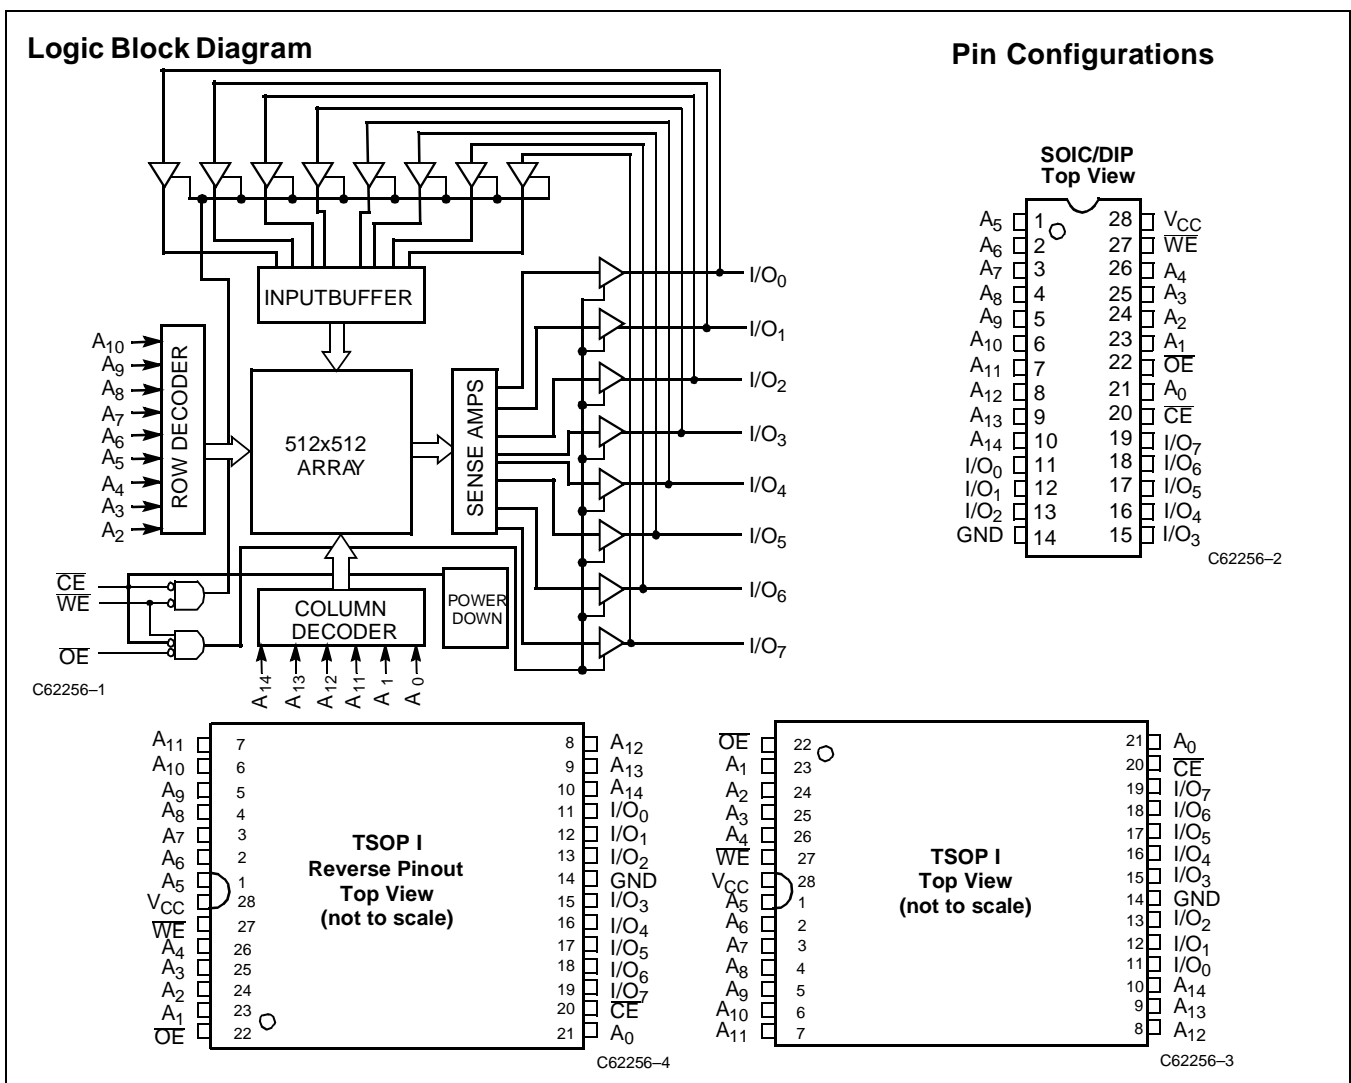 Logic Block Diagram
Pin Configurations
INPUTBUFFER
A10
A9
A8
A7
A6
A5
A4
A3
A2
ROW DECODER
512x512
ARRAY
SENSE AMPS
I/O0
I/O1
I/O2
I/O3
I/O4
I/O5
I/O6
I/O7
CE
WE
OE
COLUMN
DECODER
POWER
DOWN
A14
A13
A12
A11
A1
A0
C62256–1
SOIC/DIP
Top View
A5 1 28 VCC
A6 2 27 WE
A7 3 26 A4
A8 4 25 A3
A9 5 24 A2
A10 6 23 A1
A11 7 22 OE
A12 8 21 A0
A13 9 20 CE
A14 10 19 I/O7
I/O0 11 18 I/O6
I/O1 12 17 I/O5
I/O2 13 16 I/O4
GND 14 15 I/O3
C62256–2
A11 7 8 A12
A10 6 9 A13
A9 5 10 A14
A8 4 11 I/O0
A7 3 12 I/O1
A6 2 13 I/O2
A5 1 14 GND
VCC 28 15 I/O3
WE 27 16 I/O4
A4 26 17 I/O5
A3 25 18 I/O6
A2 24 19 I/O7
A1 23 20 CE
OE 22 21 A0
TSOP I
Reverse Pinout
Top View
(not to scale)
C62256–4
OE 22 21 A0
A1 23 20 CE
A2 24 19 I/O7
A3 25 18 I/O6
A4 26 17 I/O5
WE 27 16 I/O4
VCC 28 15 I/O3
A5 1 14 GND
A6 2 13 I/O2
A7 3 12 I/O1
A8 4 11 I/O0
A9 5 10 A14
A10 6 9 A13
A11 7 8 A12
TSOP I
Top View
(not to scale)
C62256–3